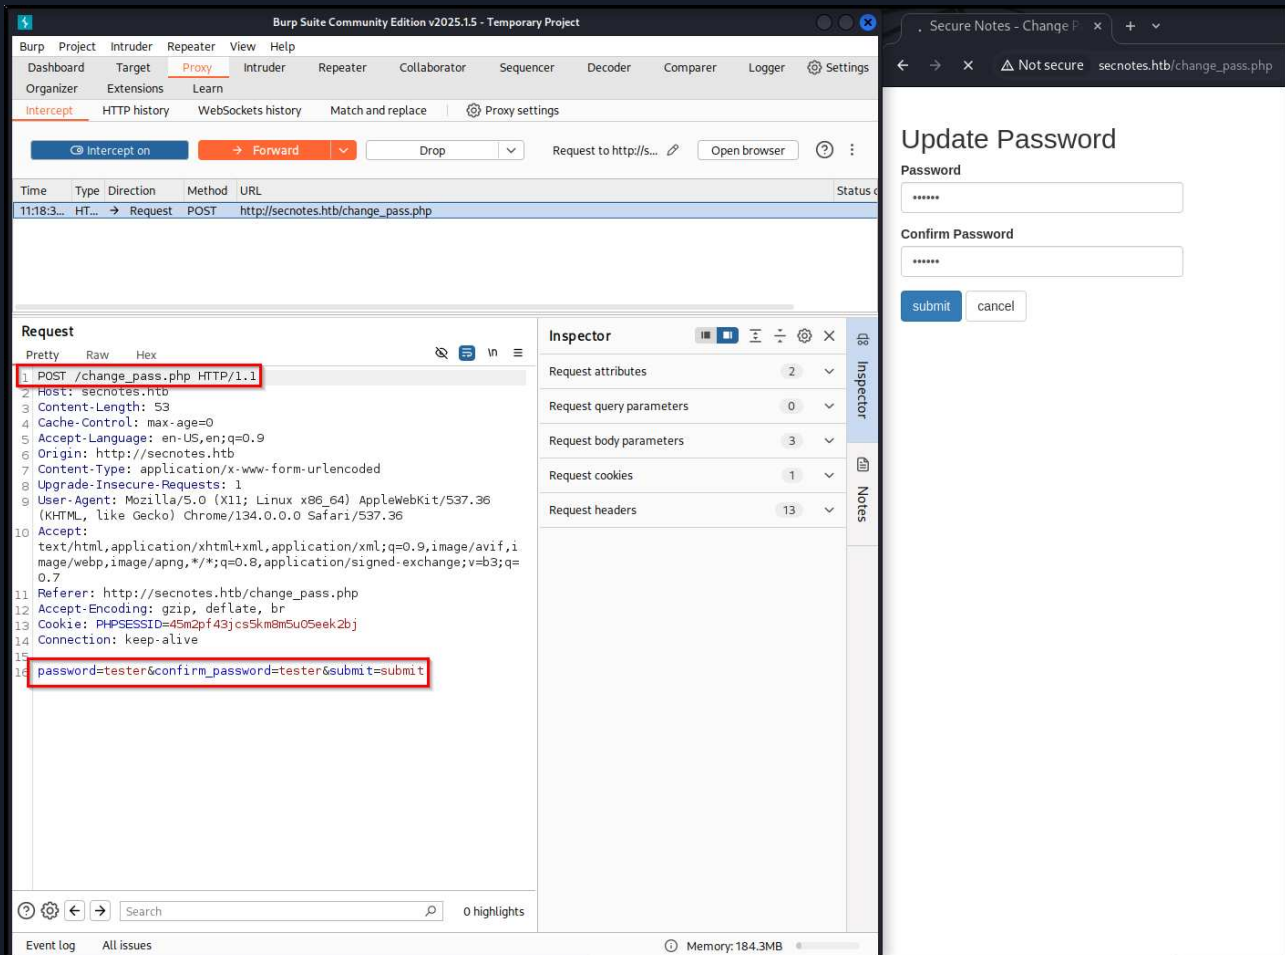 Burp Suite Community Edition v2025.1.5 - Temporary Project
Burp Project Intruder Repeater View Help
Dashboard Target Proxy Intruder Repeater Collaborator Sequencer Decoder Comparer Logger Settings
Organizer Extensions Learn
Intercept HTTP history WebSockets history Match and replace Proxy settings
Intercept on Forward Drop Request to http://s... Open browser
Time Type Direction Method URL Status c
11:18:3... HT... → Request POST http://secnotes.htb/change_pass.php
Request
Pretty Raw Hex \n
1 POST /change_pass.php HTTP/1.1
2 Host: secnotes.htb
3 Content-Length: 53
4 Cache-Control: max-age=0
5 Accept-Language: en-US,en;q=0.9
6 Origin: http://secnotes.htb
7 Content-Type: application/x-www-form-urlencoded
8 Upgrade-Insecure-Requests: 1
9 User-Agent: Mozilla/5.0 (X11; Linux x86_64) AppleWebKit/537.36
(KHTML, like Gecko) Chrome/134.0.0.0 Safari/537.36
10 Accept:
text/html,application/xhtml+xml,application/xml;q=0.9,image/avif,i
mage/webp,image/apng,*/*;q=0.8,application/signed-exchange;v=b3;q=
0.7
11 Referer: http://secnotes.htb/change_pass.php
12 Accept-Encoding: gzip, deflate, br
13 Cookie: PHPSESSID=45m2pf43jcs5km8m5u05eek2bj
14 Connection: keep-alive
15
16 password=tester&confirm_password=tester&submit=submit
Search 0 highlights
Inspector
Request attributes 2
Request query parameters 0
Request body parameters 3
Request cookies 1
Request headers 13
Inspector
Notes
Event log All issues Memory: 184.3MB
Secure Notes - Change P
Not secure secnotes.htb/change_pass.php
Update Password
Password
••••••
Confirm Password
••••••
submit cancel